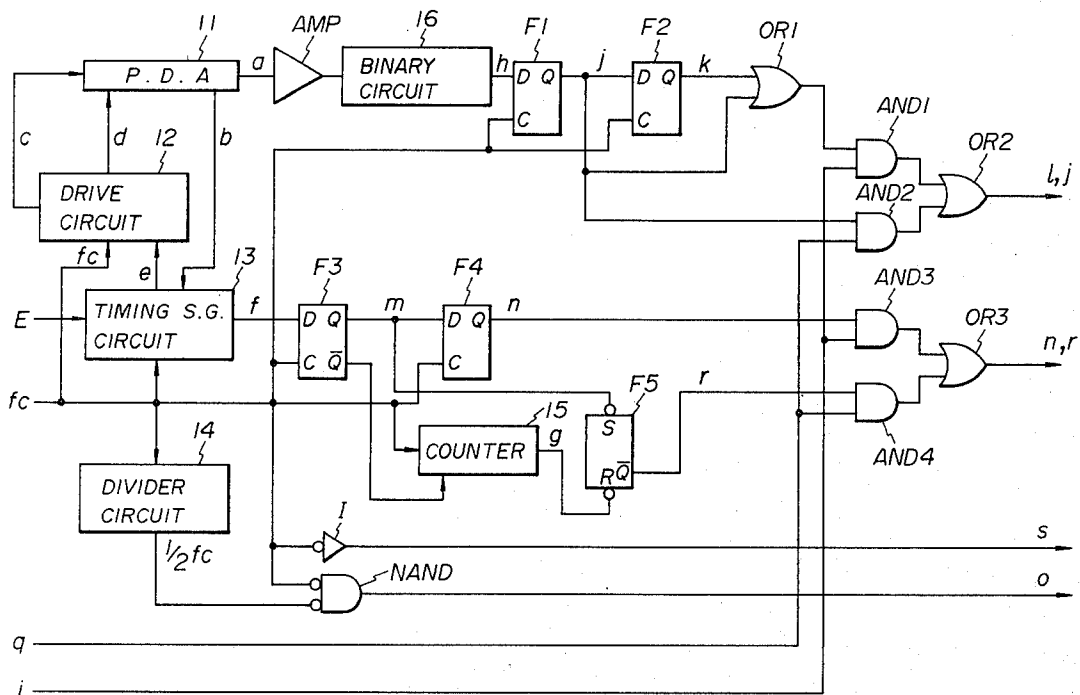 11
AMP
16
F1
F2
OR1
P. D. A
a
BINARY
CIRCUIT
h
D Q
C
j
D Q
C
k
c
d
b
12
AND1
OR2
l,j
DRIVE
CIRCUIT
AND2
fc
e
13
F3
F4
AND3
OR3
E
TIMING S.G.
CIRCUIT
f
D Q
C Q̅
m
D Q
C
n
n,r
fc
15
F5
r
14
COUNTER
g
S
R Q̅
AND4
DIVIDER
CIRCUIT
I
s
1/2 fc
NAND
o
q
i